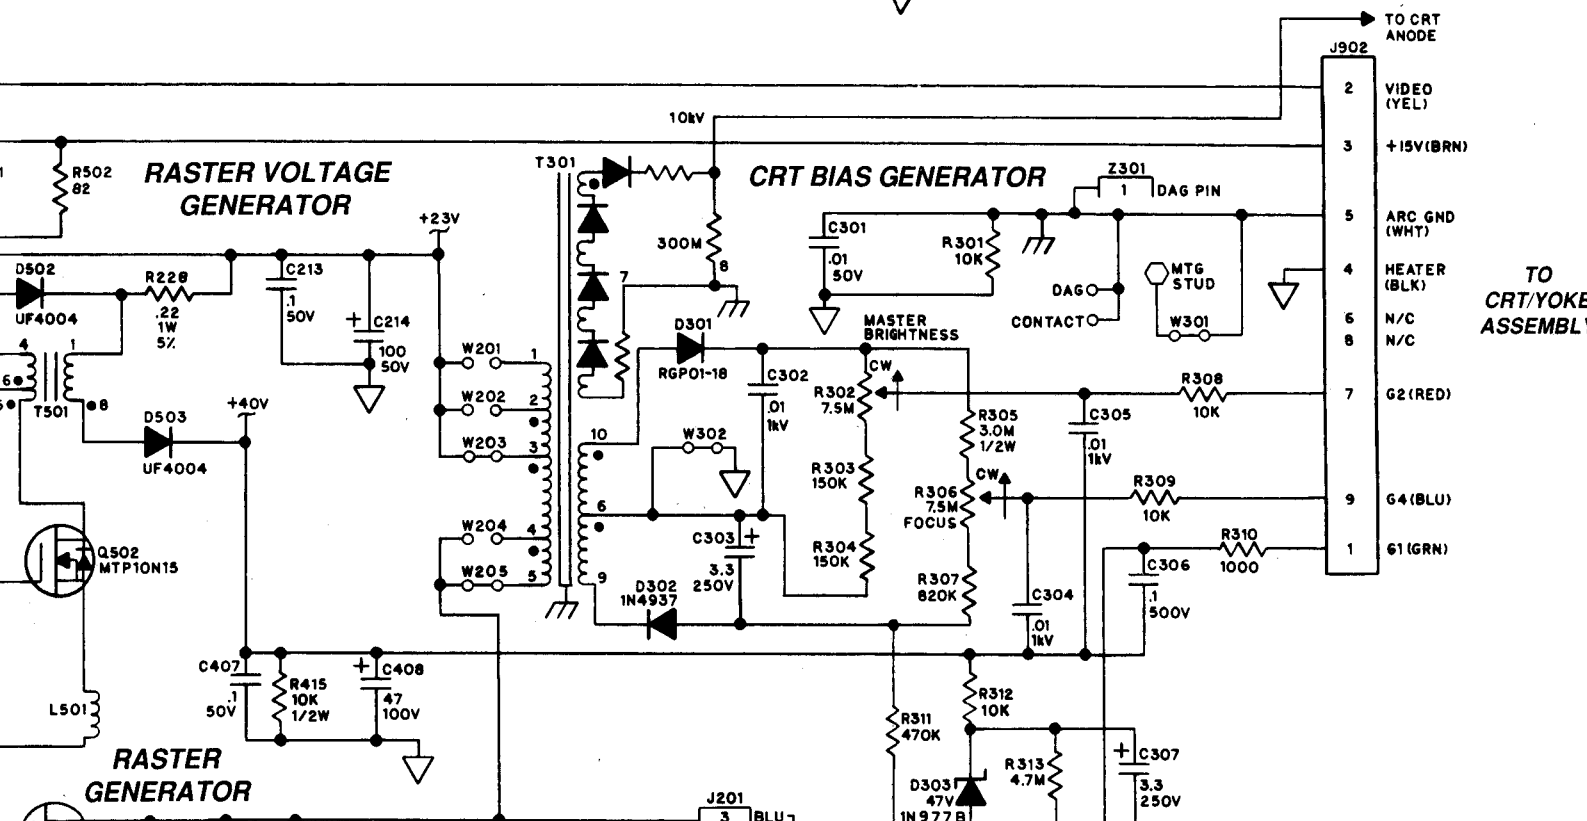 TO CRT
ANODE
J902
2
VIDEO
(YEL)
10kV
3
+15V(BRN)
R502
82
RASTER VOLTAGE
GENERATOR
T301
CRT BIAS GENERATOR
Z301
1
DAG PIN
+23V
C301
.01
50V
R301
10K
5
ARC GND
(WHT)
300M
8
7
D502
UF4004
R228
.22
1W
5%
C213
.1
50V
MTG
STUD
4
HEATER
(BLK)
TO
CRT/YOKE
ASSEMBLY
DAG
CONTACT
W301
6
N/C
8
N/C
+
C214
100
50V
D301
RGP01-18
MASTER
BRIGHTNESS
4
1
6
T501
8
W201
1
C302
.01
1kV
CW
R302
7.5M
R308
10K
7
G2(RED)
+40V
W202
2
D503
UF4004
W203
3
10
W302
R305
3.0M
1/2W
C305
.01
1kV
R303
150K
CW
R306
7.5M
FOCUS
R309
10K
9
G4(BLU)
6
W204
4
C303
+
3.3
250V
R304
150K
R310
1000
1
G1(GRN)
Q502
MTP10N15
W205
5
9
D302
1N4937
R307
820K
C304
.01
1kV
C306
.1
500V
C407
.1
50V
R415
10K
1/2W
+
C408
47
100V
L501
R312
10K
R311
470K
RASTER
GENERATOR
R313
4.7M
+
C307
3.3
250V
D303
47V
1N977B
J201
3
BLU